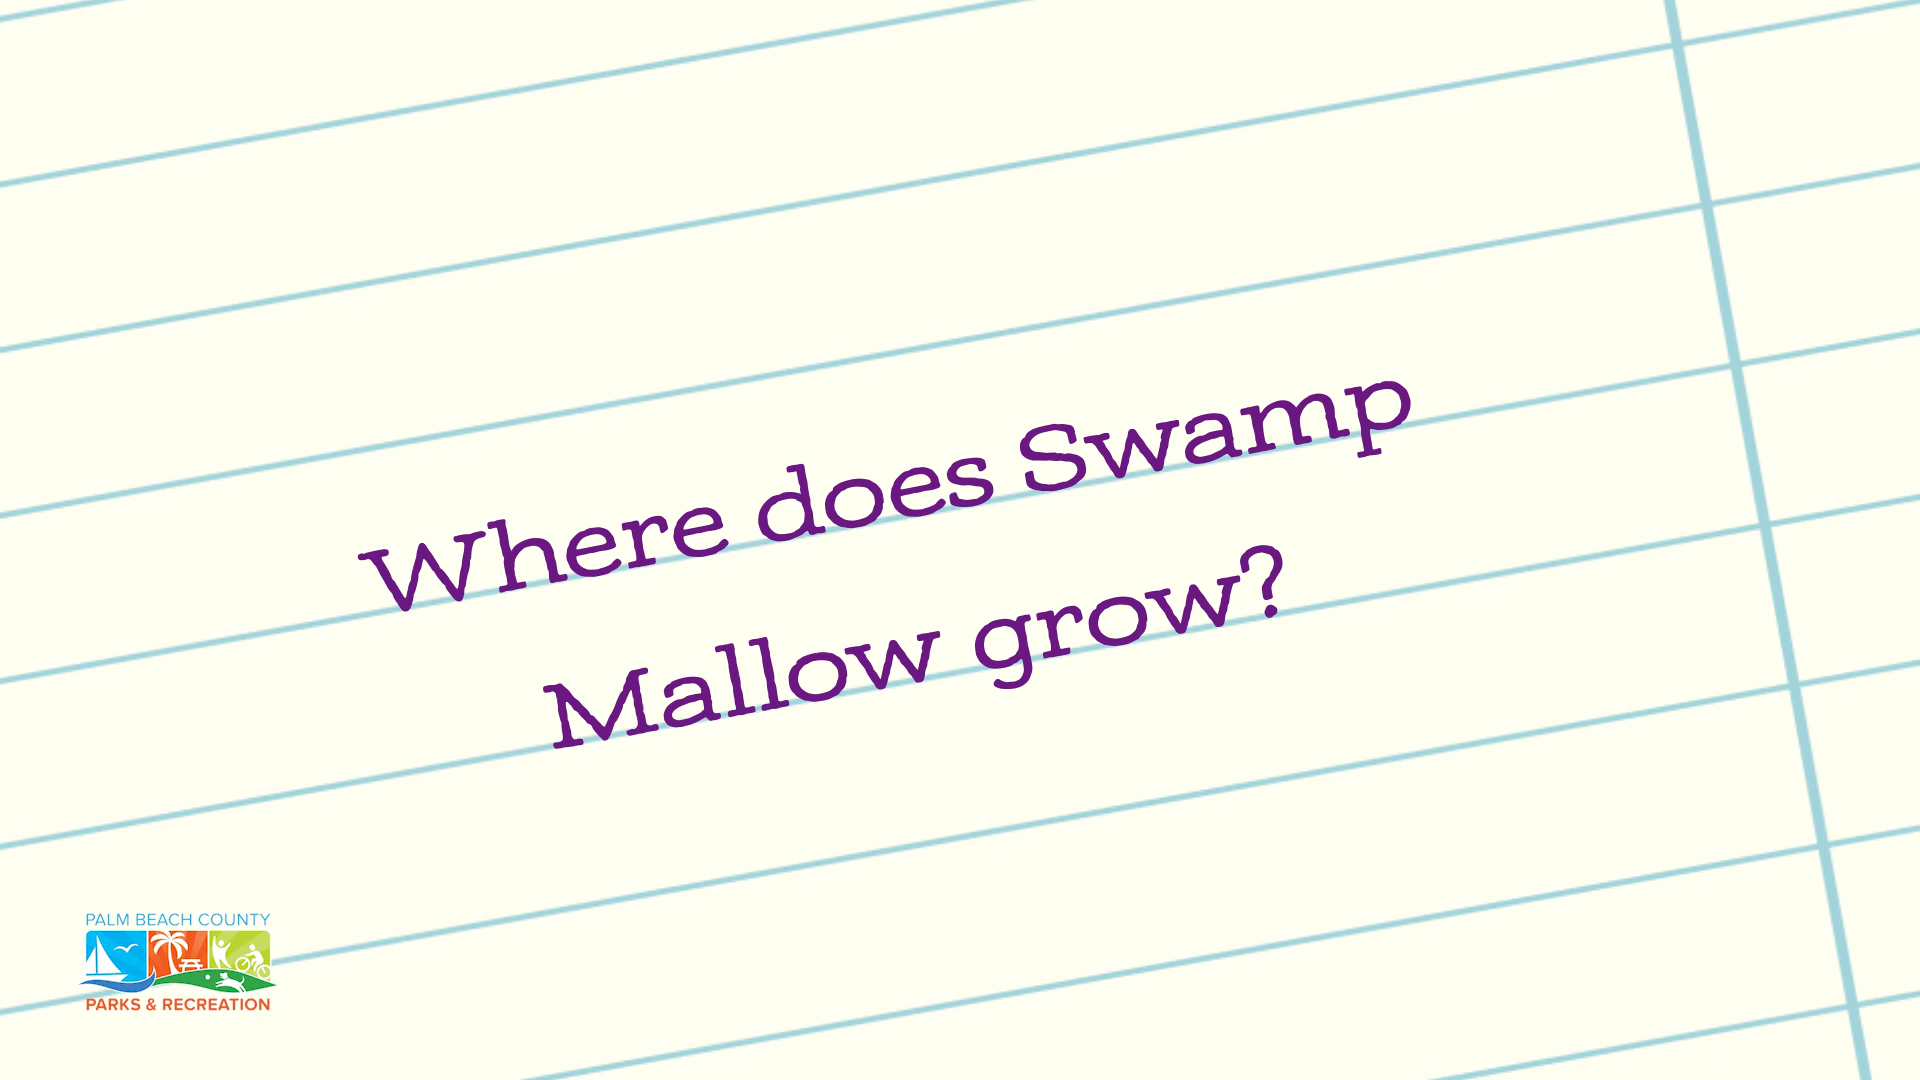 Where does Swamp
Mallow grow?
PALM BEACH COUNTY
PARKS & RECREATION